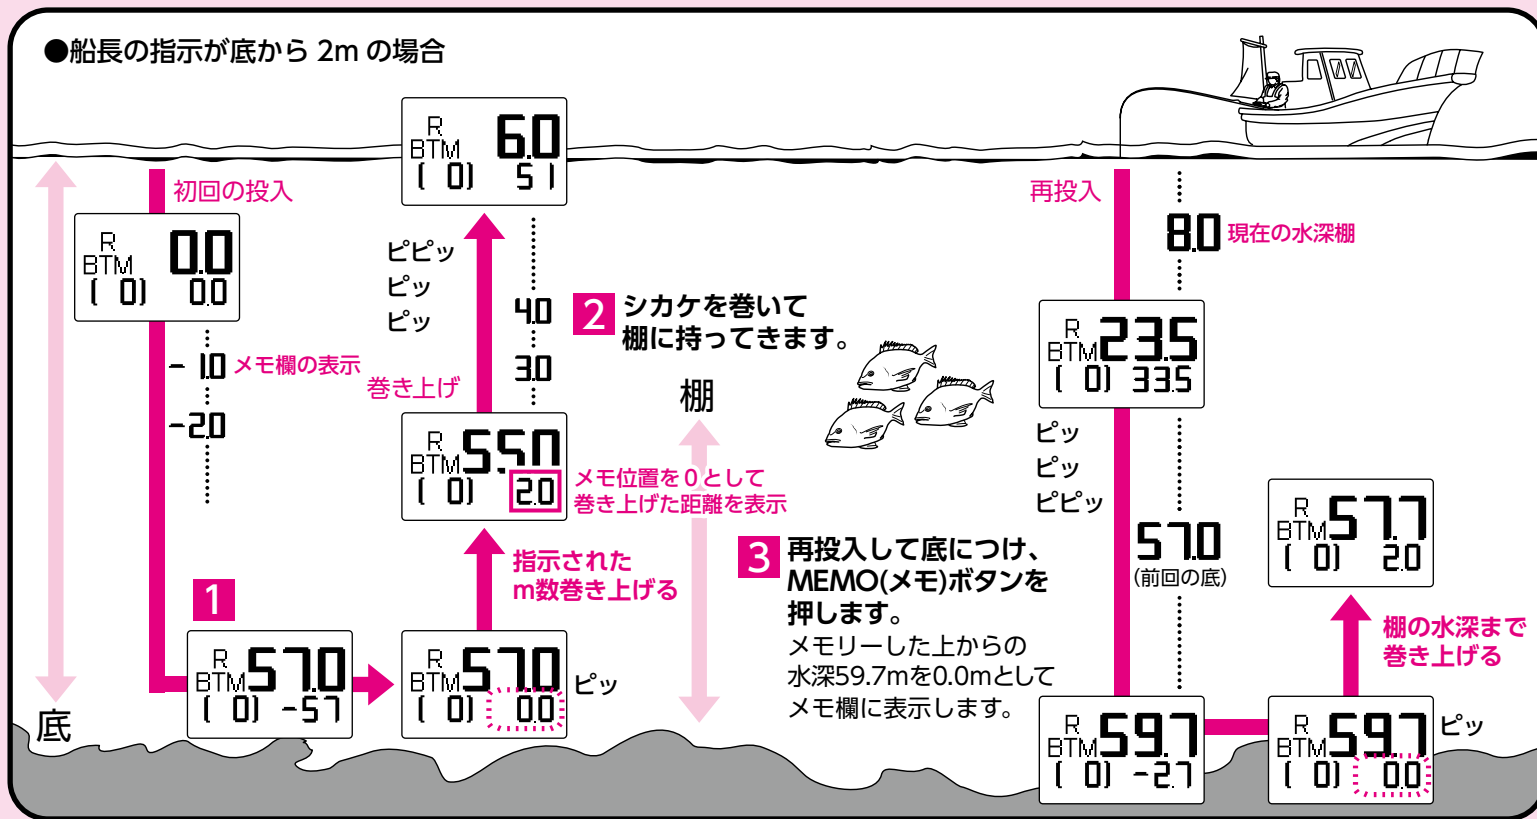 ●船長の指示が底から 2m の場合
初回の投入
R
BTM
0.0
( 0) 0.0
- 1.0 メモ欄の表示
-2.0
底
1
R
BTM 57.0
( 0) -57
R
BTM 57.0
( 0) 0.0
ピッ
指示された
m数巻き上げる
R
BTM 55.0
( 0) 2.0
メモ位置を0として
巻き上げた距離を表示
巻き上げ
3.0
4.0
ピピッ
ピッ
ピッ
R
BTM 6.0
( 0) 51
2 シカケを巻いて
棚に持ってきます。
棚
3 再投入して底につけ、
MEMO(メモ)ボタンを
押します。
メモリーした上からの
水深59.7mを0.0mとして
メモ欄に表示します。
再投入
8.0 現在の水深棚
R
BTM 23.5
( 0) 33.5
ピッ
ピッ
ピピッ
57.0
(前回の底)
R
BTM 59.7
( 0) -2.7
R
BTM 59.7
( 0) 0.0
ピッ
棚の水深まで
巻き上げる
R
BTM 57.7
( 0) 2.0